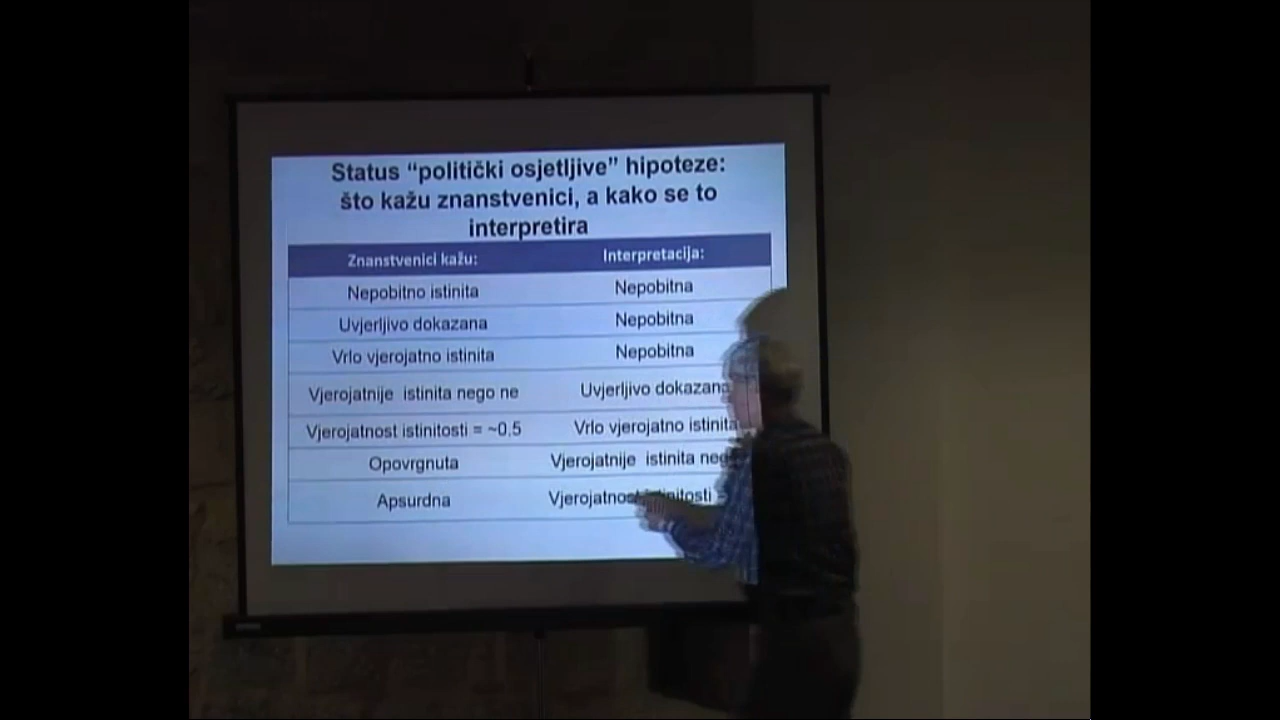 Status “politički osjetljive” hipoteze:
što kažu znanstvenici, a kako se to
interpretira
Znanstvenici kažu: Interpretacija:
Nepobitno istinita Nepobitna
Uvjerljivo dokazana Nepobitna
Vrlo vjerojatno istinita Nepobitna
Vjerojatnije istinita nego ne Uvjerljivo dokazana
Vjerojatnost istinitosti = ~0.5 Vrlo vjerojatno istinita
Opovrgnuta Vjerojatnije istinita
Apsurdna Vjerojatnost istinitosti